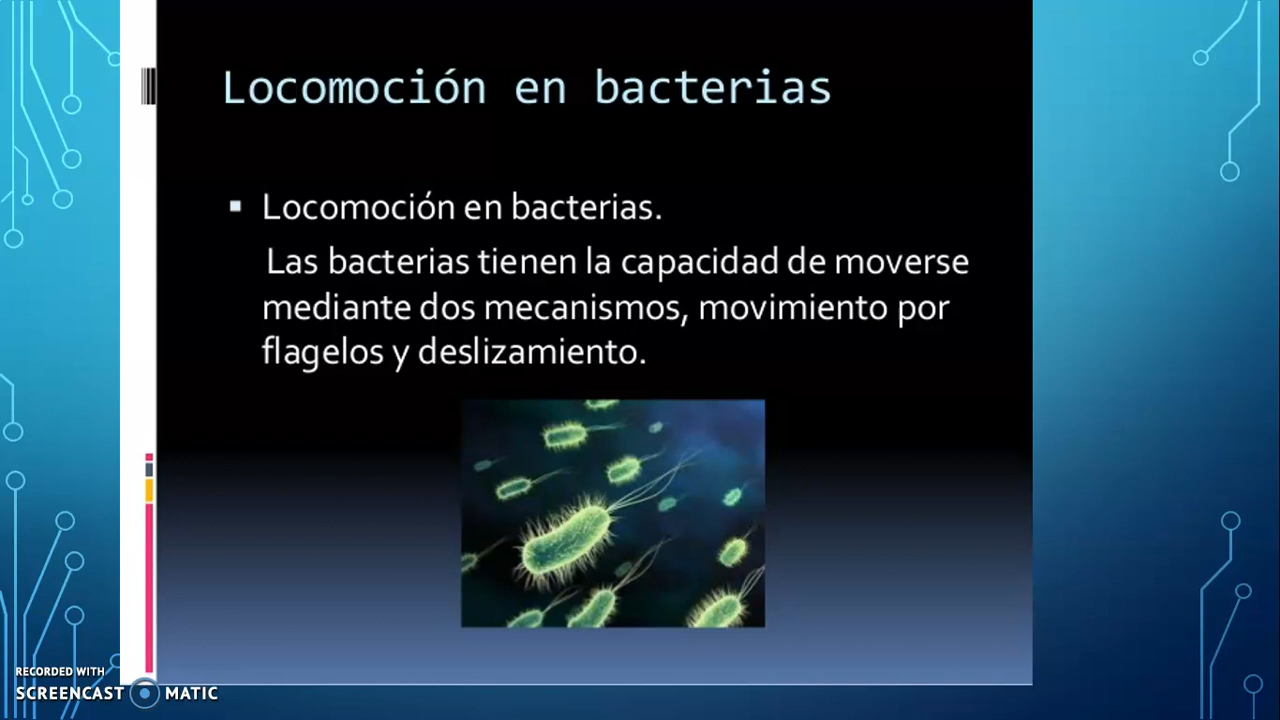 Locomoción en bacterias
▪ Locomoción en bacterias.
Las bacterias tienen la capacidad de moverse
mediante dos mecanismos, movimiento por
flagelos y deslizamiento.
RECORDED WITH
SCREENCAST MATIC